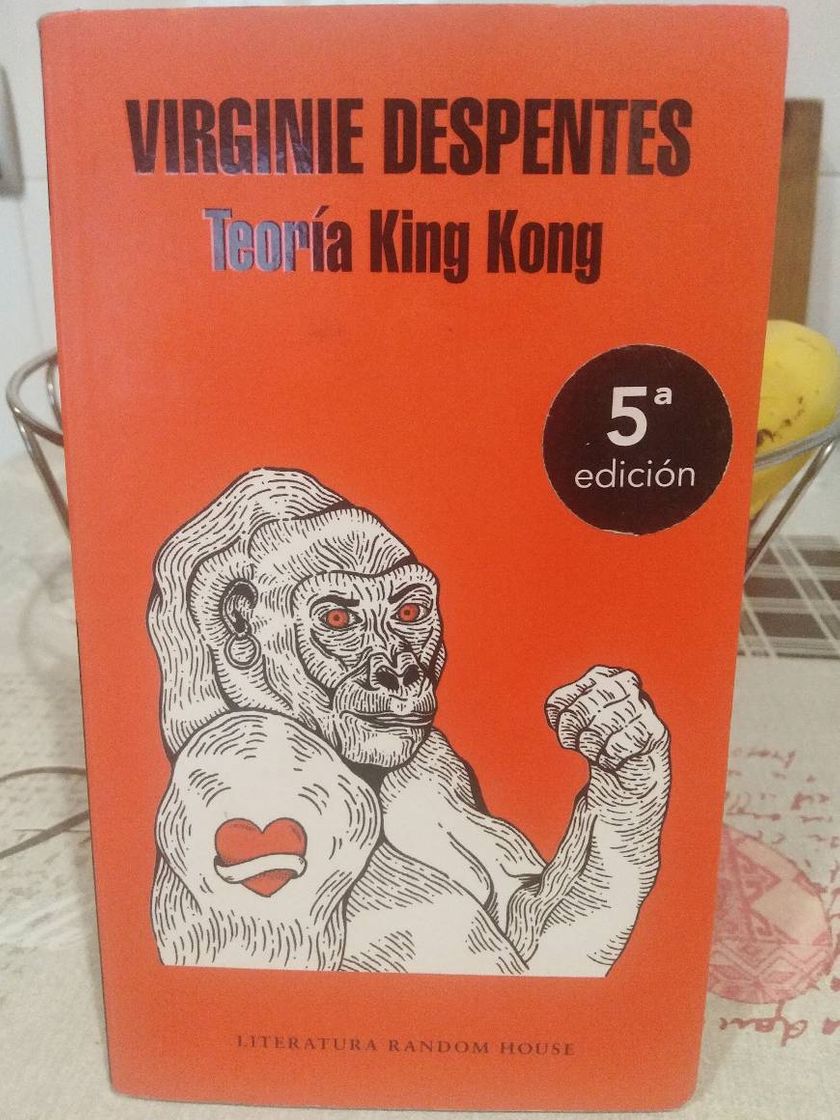 VIRGINIE DESPENTES
Teoría King Kong
5ª
edición
LITERATURA RANDOM HOUSE